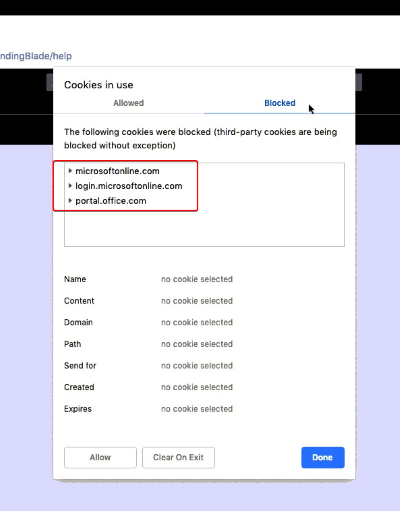 ndingBlade/help
Cookies in use
Allowed
Blocked
The following cookies were blocked (third-party cookies are being
blocked without exception)
microsoftonline.com
login.microsoftonline.com
portal.office.com
Name no cookie selected
Content no cookie selected
Domain no cookie selected
Path no cookie selected
Send for no cookie selected
Created no cookie selected
Expires no cookie selected
Allow
Clear On Exit
Done